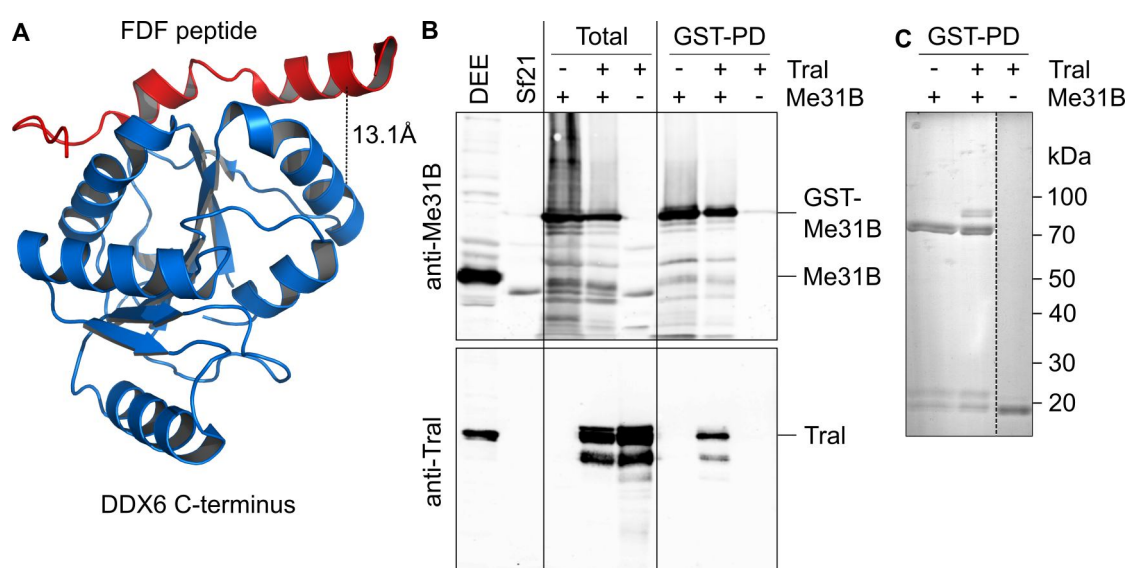 A
FDF peptide
13.1Å
DDX6 C-terminus
B
Total
GST-PD
DEE
Sf21
- + + - + + Tral
+ + - + + - Me31B
anti-Me31B
GST-
Me31B
Me31B
anti-Tral
Tral
C
GST-PD
- + + Tral
+ + - Me31B
kDa
100
70
50
40
30
20